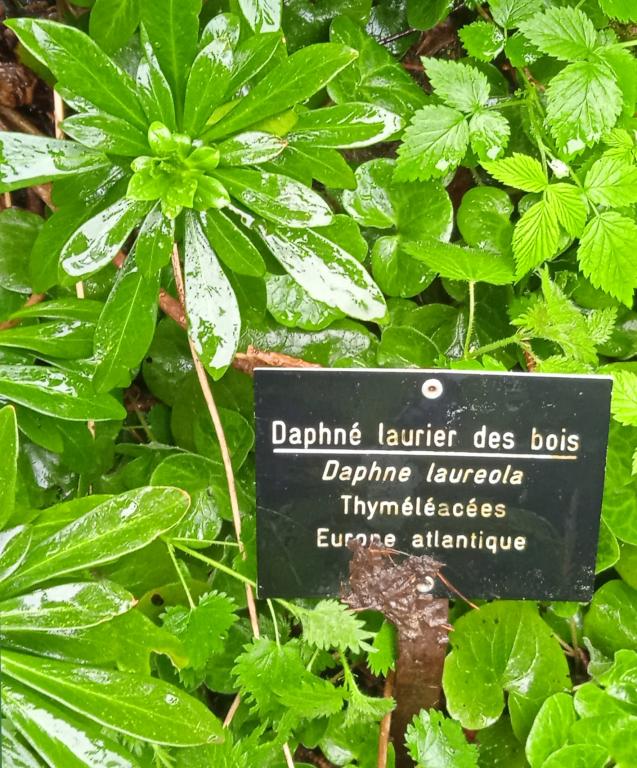 Daphné laurier des bois
Daphne laureola
Thyméléacées
Europe atlantique